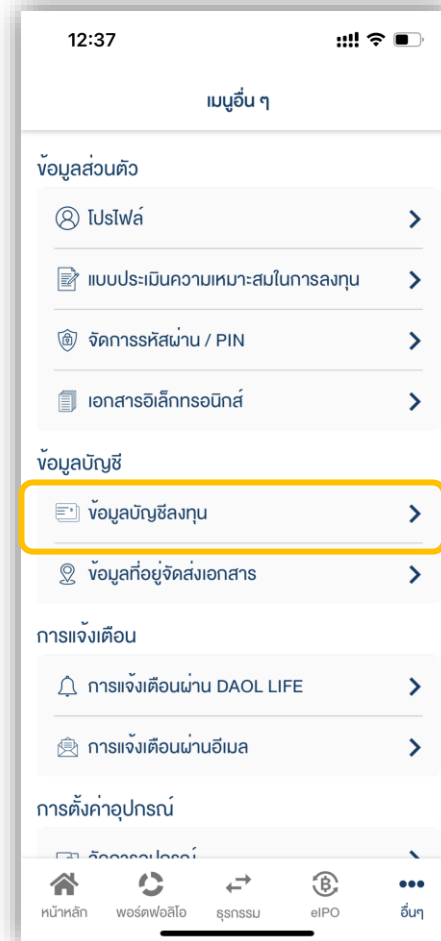 12:37
เมนูอื่น ๆ
ข้อมูลส่วนตัว
โปรไฟล์
แบบประเมินความเหมาะสมในการลงทุน
จัดการรหัสผ่าน / PIN
เอกสารอิเล็กทรอนิกส์
ข้อมูลบัญชี
ข้อมูลบัญชีลงทุน
ข้อมูลที่อยู่จัดส่งเอกสาร
การแจ้งเตือน
การแจ้งเตือนผ่าน DAOL LIFE
การแจ้งเตือนผ่านอีเมล
การตั้งค่าอุปกรณ์
จัดการอุปกรณ์
หน้าหลัก พอร์ตฟอลิโอ ธุรกรรม eIPO อื่นๆ